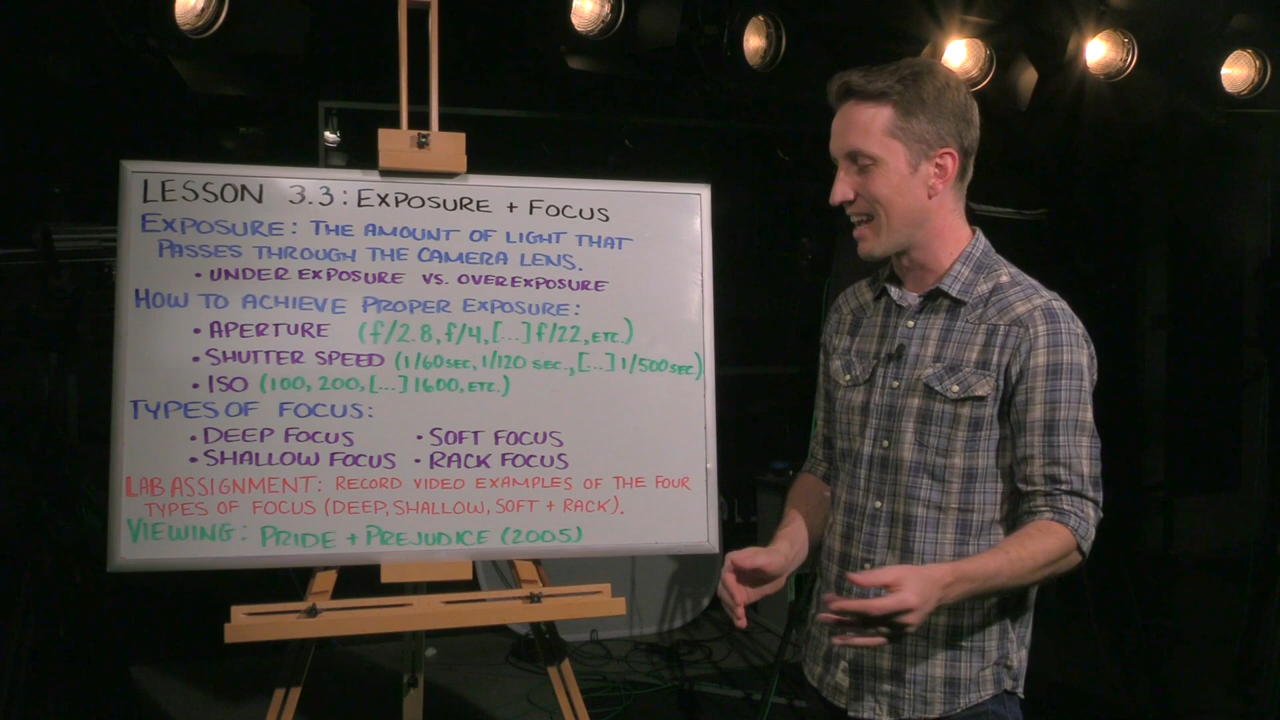 LESSON 3.3: EXPOSURE + FOCUS
EXPOSURE: THE AMOUNT OF LIGHT THAT
PASSES THROUGH THE CAMERA LENS.
• UNDER EXPOSURE VS. OVEREXPOSURE
HOW TO ACHIEVE PROPER EXPOSURE:
• APERTURE (f/2.8, f/4, [...] f/22, ETC.)
• SHUTTER SPEED (1/60 SEC, 1/120 SEC., [...] 1/500 SEC)
• ISO (100, 200, [...] 1600, ETC.)
TYPES OF FOCUS:
• DEEP FOCUS • SOFT FOCUS
• SHALLOW FOCUS • RACK FOCUS
LAB ASSIGNMENT: RECORD VIDEO EXAMPLES OF THE FOUR
TYPES OF FOCUS (DEEP, SHALLOW, SOFT + RACK).
VIEWING: PRIDE + PREJUDICE (2005)